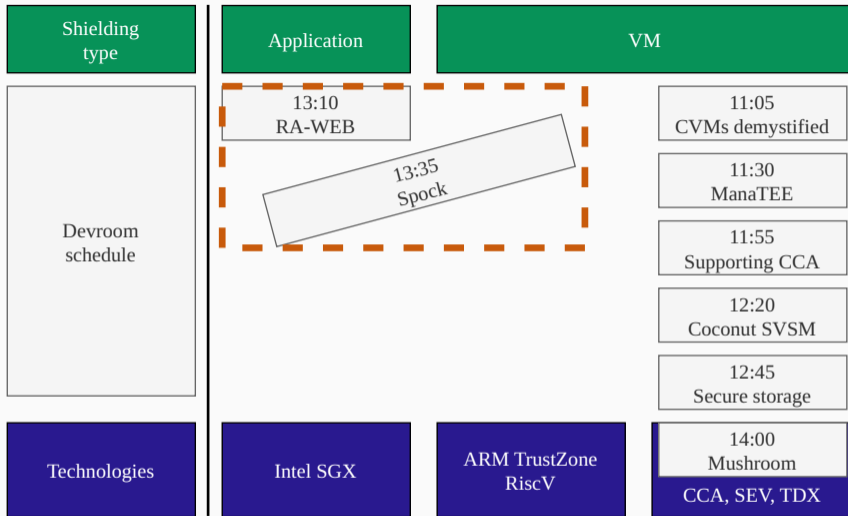 Shielding
type
Application
VM
Devroom
schedule
13:10
RA-WEB
13:35
Spock
11:05
CVMs demystified
11:30
ManaTEE
11:55
Supporting CCA
12:20
Coconut SVSM
12:45
Secure storage
14:00
Mushroom
Technologies
Intel SGX
ARM TrustZone
RiscV
CCA, SEV, TDX